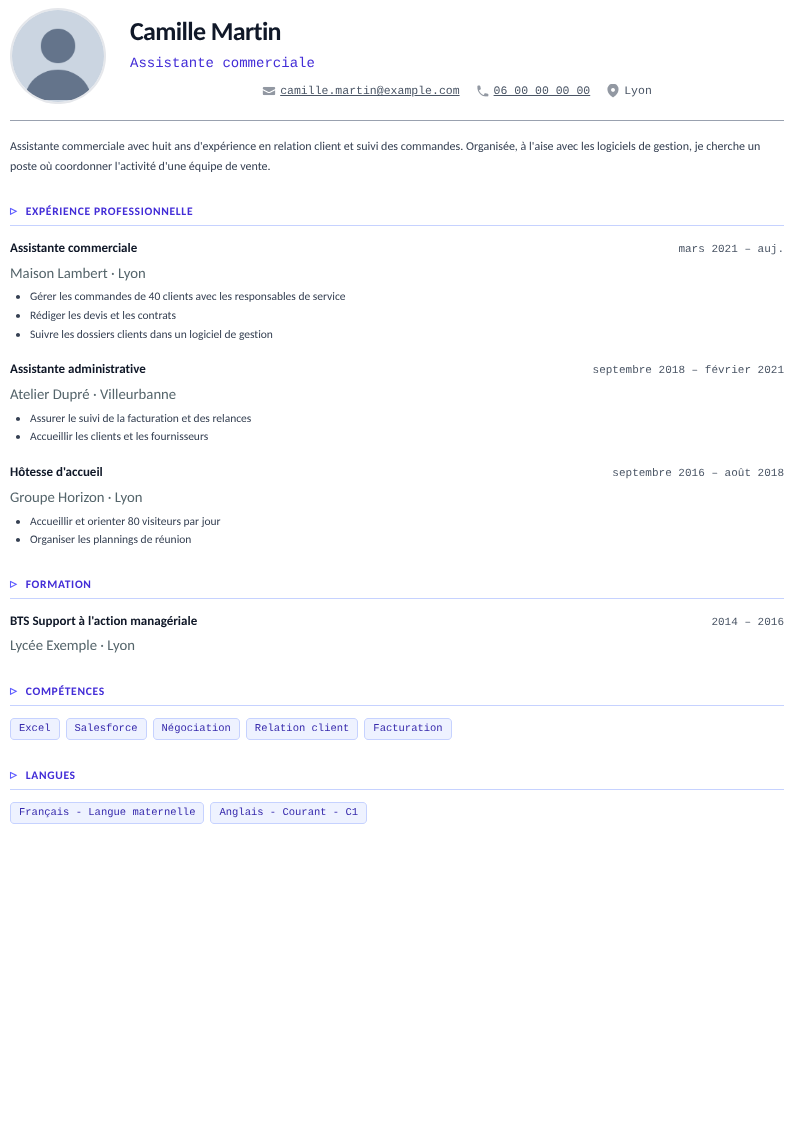 Camille Martin
Assistante commerciale
camille.martin@example.com 06 00 00 00 00 Lyon
Assistante commerciale avec huit ans d'expérience en relation client et suivi des commandes. Organisée, à l'aise avec les logiciels de gestion, je cherche un
poste où coordonner l'activité d'une équipe de vente.
EXPÉRIENCE PROFESSIONNELLE
Assistante commerciale mars 2021 – auj.
Maison Lambert · Lyon
• Gérer les commandes de 40 clients avec les responsables de service
• Rédiger les devis et les contrats
• Suivre les dossiers clients dans un logiciel de gestion
Assistante administrative septembre 2018 – février 2021
Atelier Dupré · Villeurbanne
• Assurer le suivi de la facturation et des relances
• Accueillir les clients et les fournisseurs
Hôtesse d'accueil septembre 2016 – août 2018
Groupe Horizon · Lyon
• Accueillir et orienter 80 visiteurs par jour
• Organiser les plannings de réunion
FORMATION
BTS Support à l'action managériale 2014 – 2016
Lycée Exemple · Lyon
COMPÉTENCES
Excel Salesforce Négociation Relation client Facturation
LANGUES
Français - Langue maternelle Anglais - Courant - C1